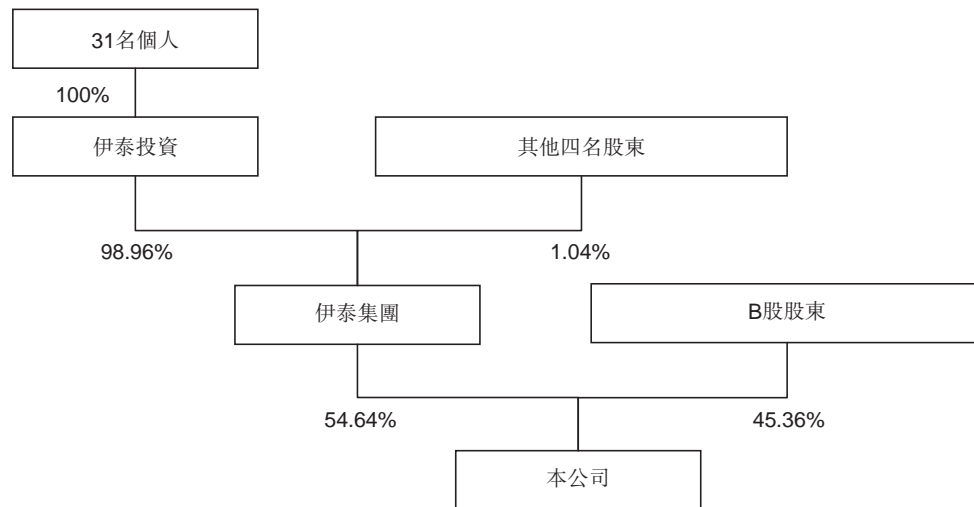 31名個人
100%
伊泰投資
其他四名股東
98.96%
1.04%
伊泰集團
B股股東
54.64%
45.36%
本公司